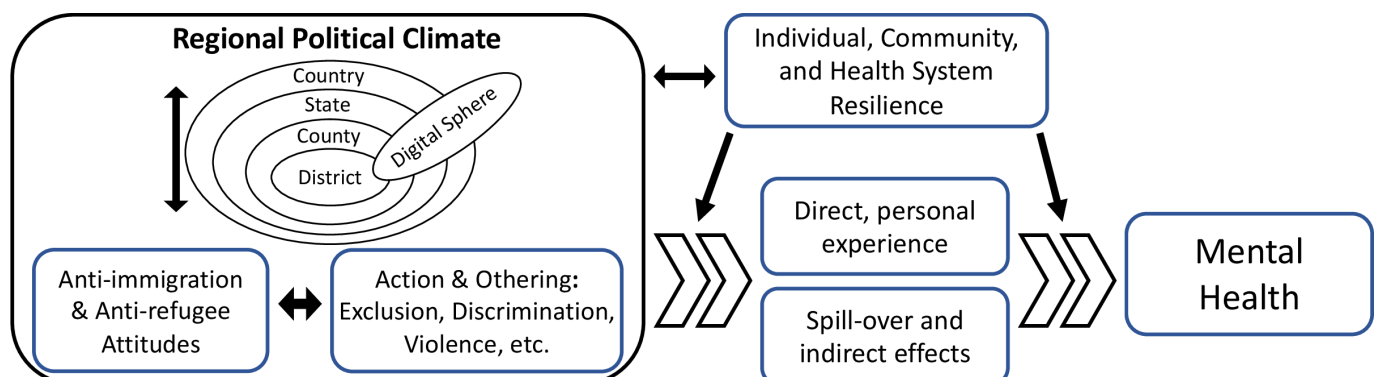 Regional Political Climate
Country
State
County
District
Digital Sphere
Anti-immigration
& Anti-refugee
Attitudes
Action & Othering:
Exclusion, Discrimination,
Violence, etc.
Individual, Community,
and Health System
Resilience
Direct, personal
experience
Spill-over and
indirect effects
Mental
Health